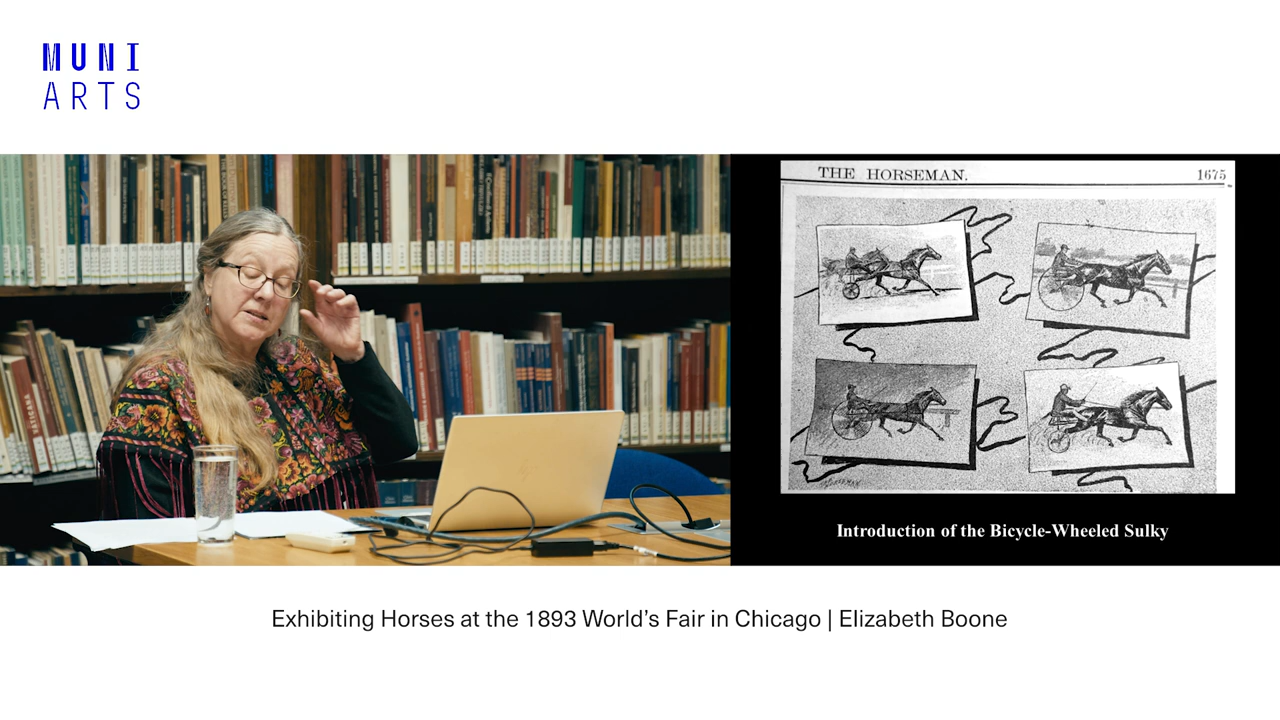 MUNI
ARTS
THE HORSEMAN. 1675
VATICANA
Introduction of the Bicycle-Wheeled Sulky
Exhibiting Horses at the 1893 World's Fair in Chicago | Elizabeth Boone